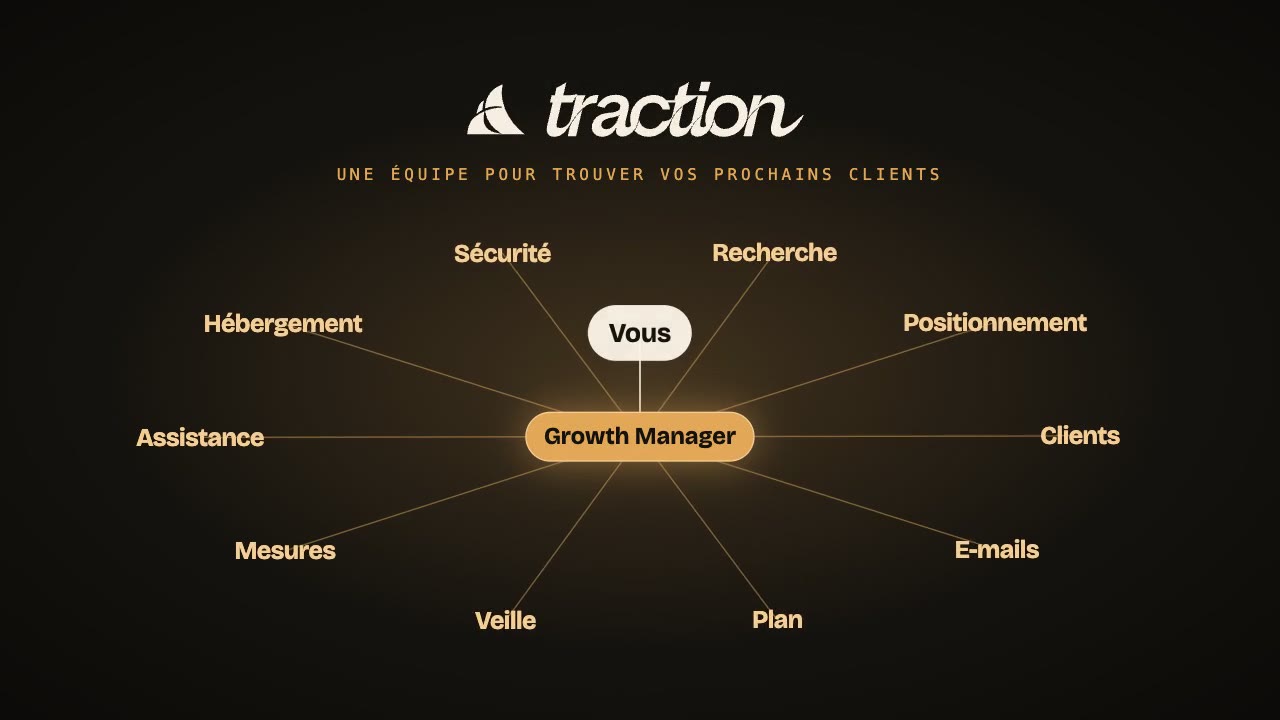 traction
UNE ÉQUIPE POUR TROUVER VOS PROCHAINS CLIENTS
Sécurité
Recherche
Hébergement
Vous
Positionnement
Assistance
Growth Manager
Clients
Mesures
E-mails
Veille
Plan